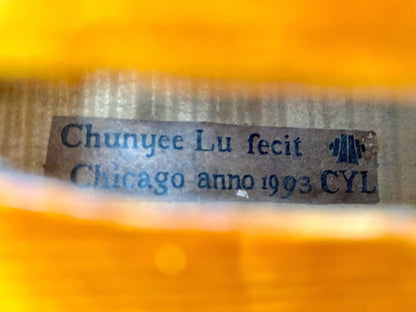 Chunyee Lu fecit
Chicago anno 1993 CYL